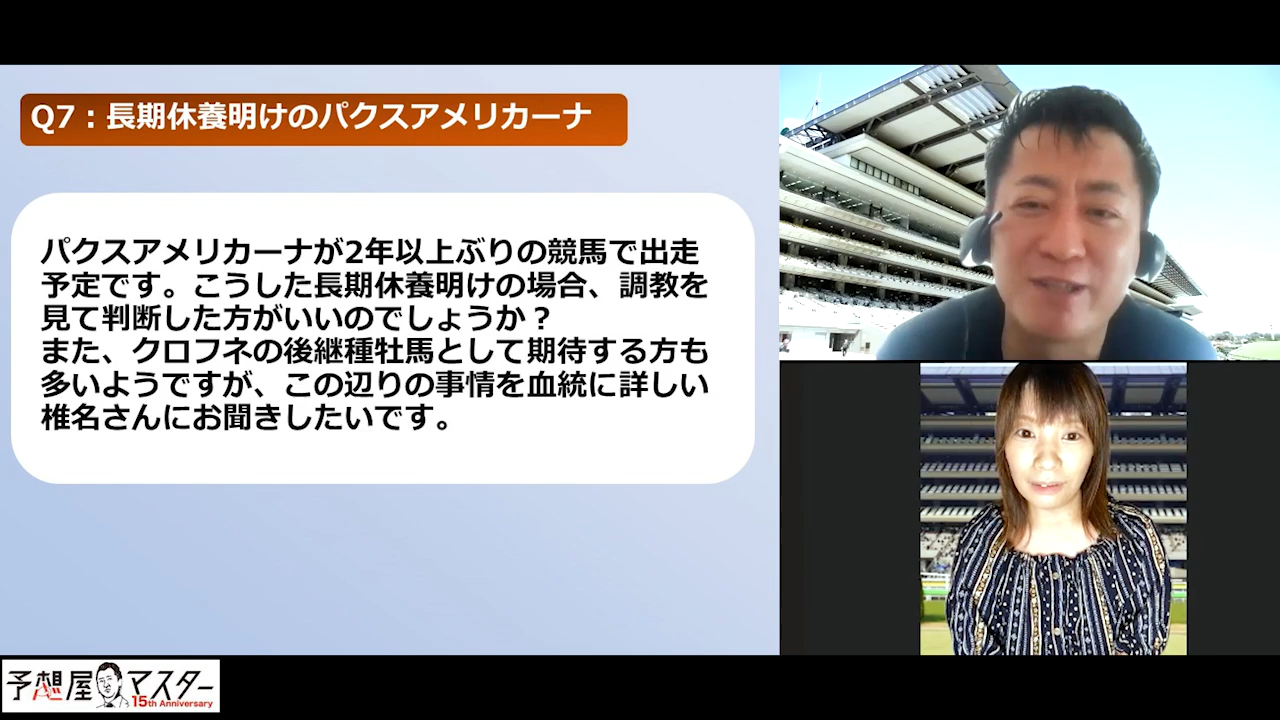 Q7：長期休養明けのパクスアメリカーナ
パクスアメリカーナが2年以上ぶりの競馬で出走
予定です。こうした長期休養明けの場合、調教を
見て判断した方がいいのでしょうか？
また、クロフネの後継種牡馬として期待する方も
多いようですが、この辺りの事情を血統に詳しい
椎名さんにお聞きしたいです。
予想屋マスター
15th Anniversary